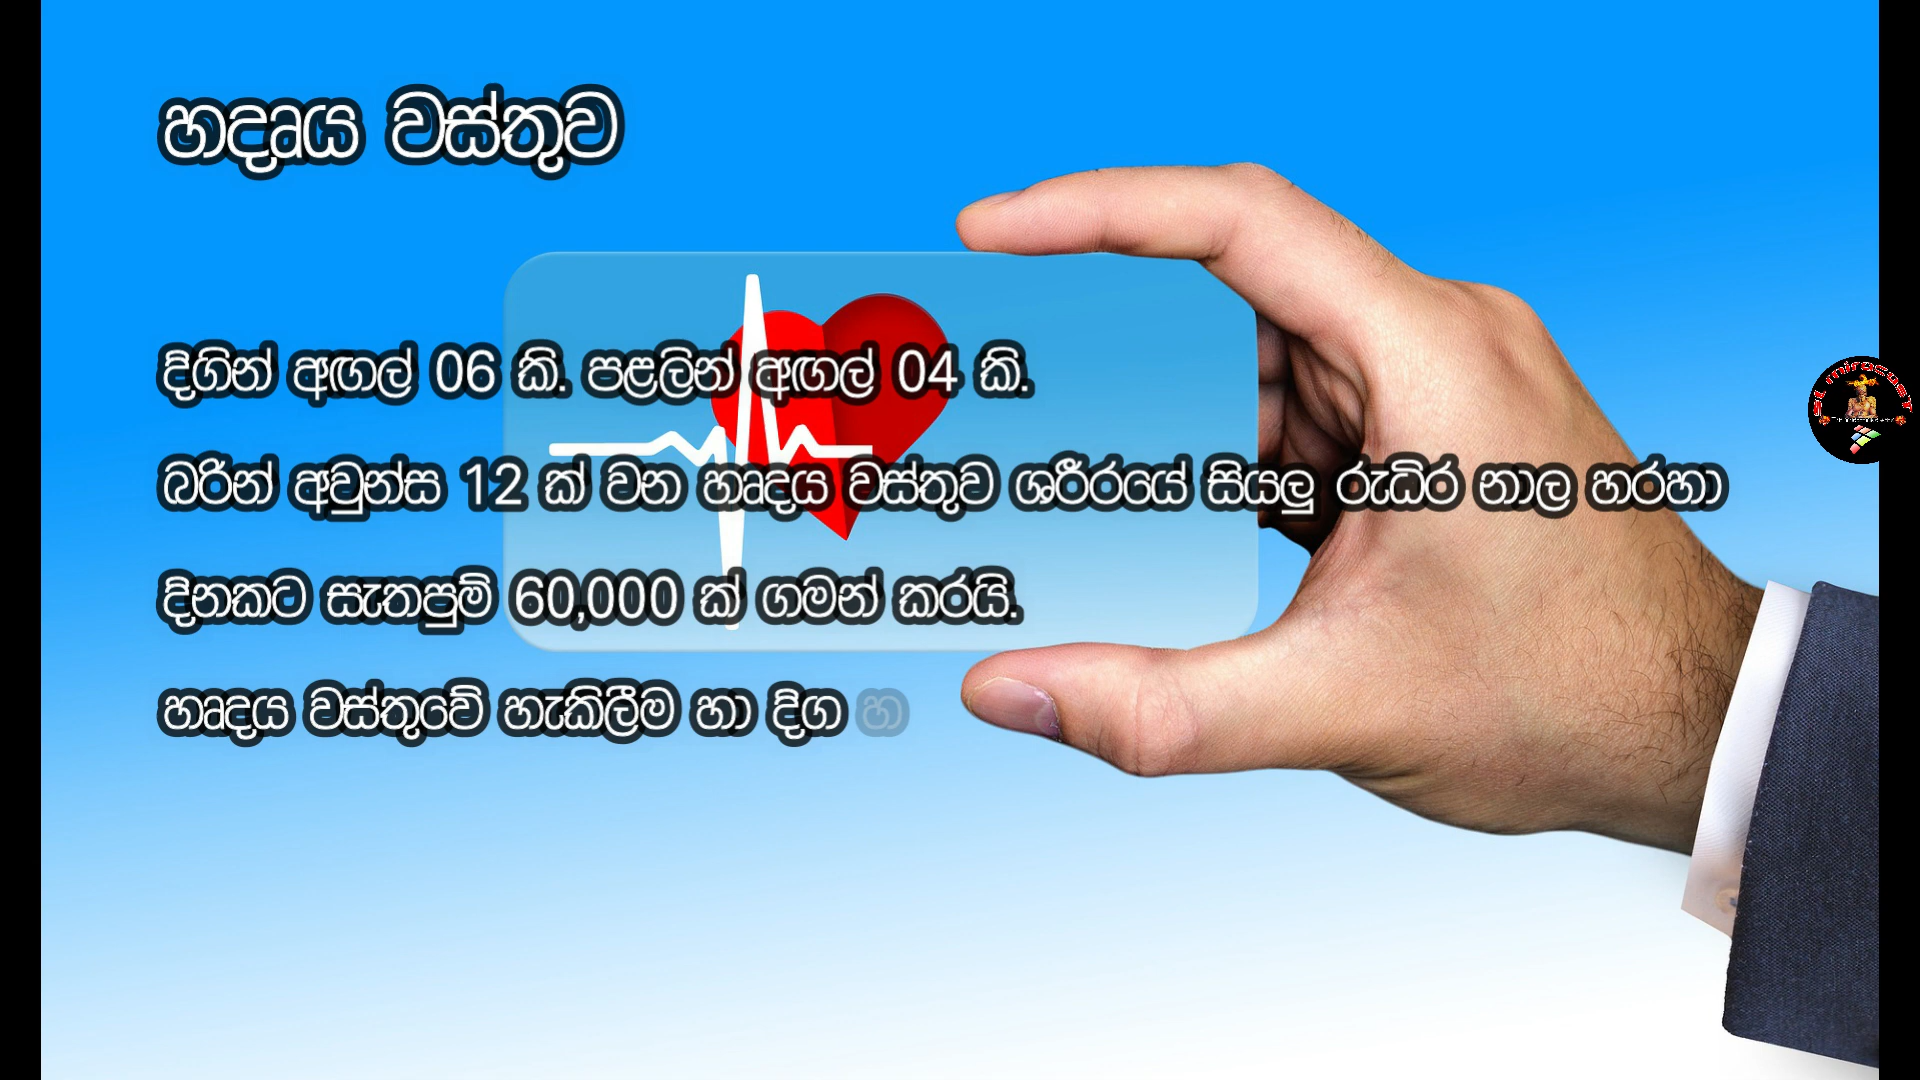 හදෘය වස්තුව
දිගින් අඟල් 06 කි. පළලින් අඟල් 04 කි.
බරින් අවුන්ස 12 ක් වන හෘදය වස්තුව ශරීරයේ සියලු රුධිර නාල හරහා
දිනකට සැතපුම් 60,000 ක් ගමන් කරයි.
හෘදය වස්තුවේ හැකිලීම හා දිග හ